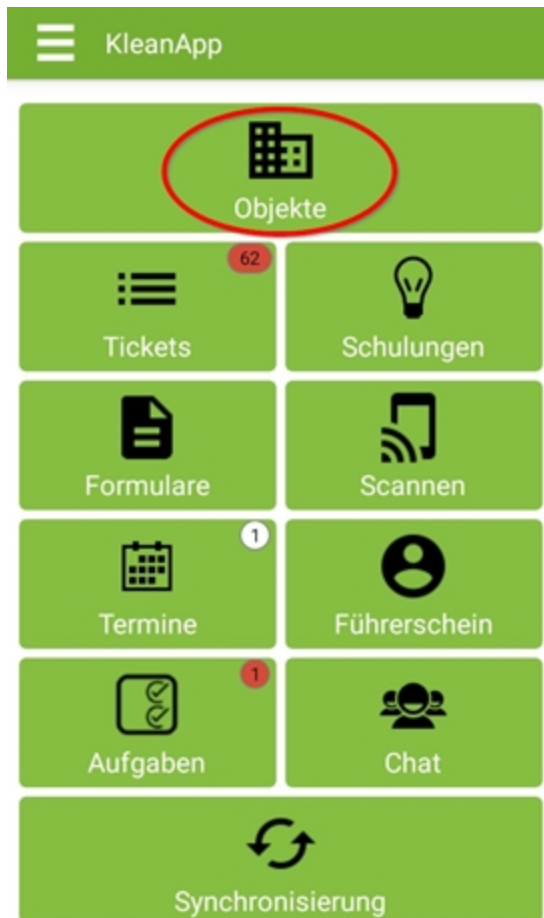 KleanApp
Objekte
62
Tickets
Schulungen
Formulare
Scannen
1
Termine
Führerschein
1
Aufgaben
Chat
Synchronisierung